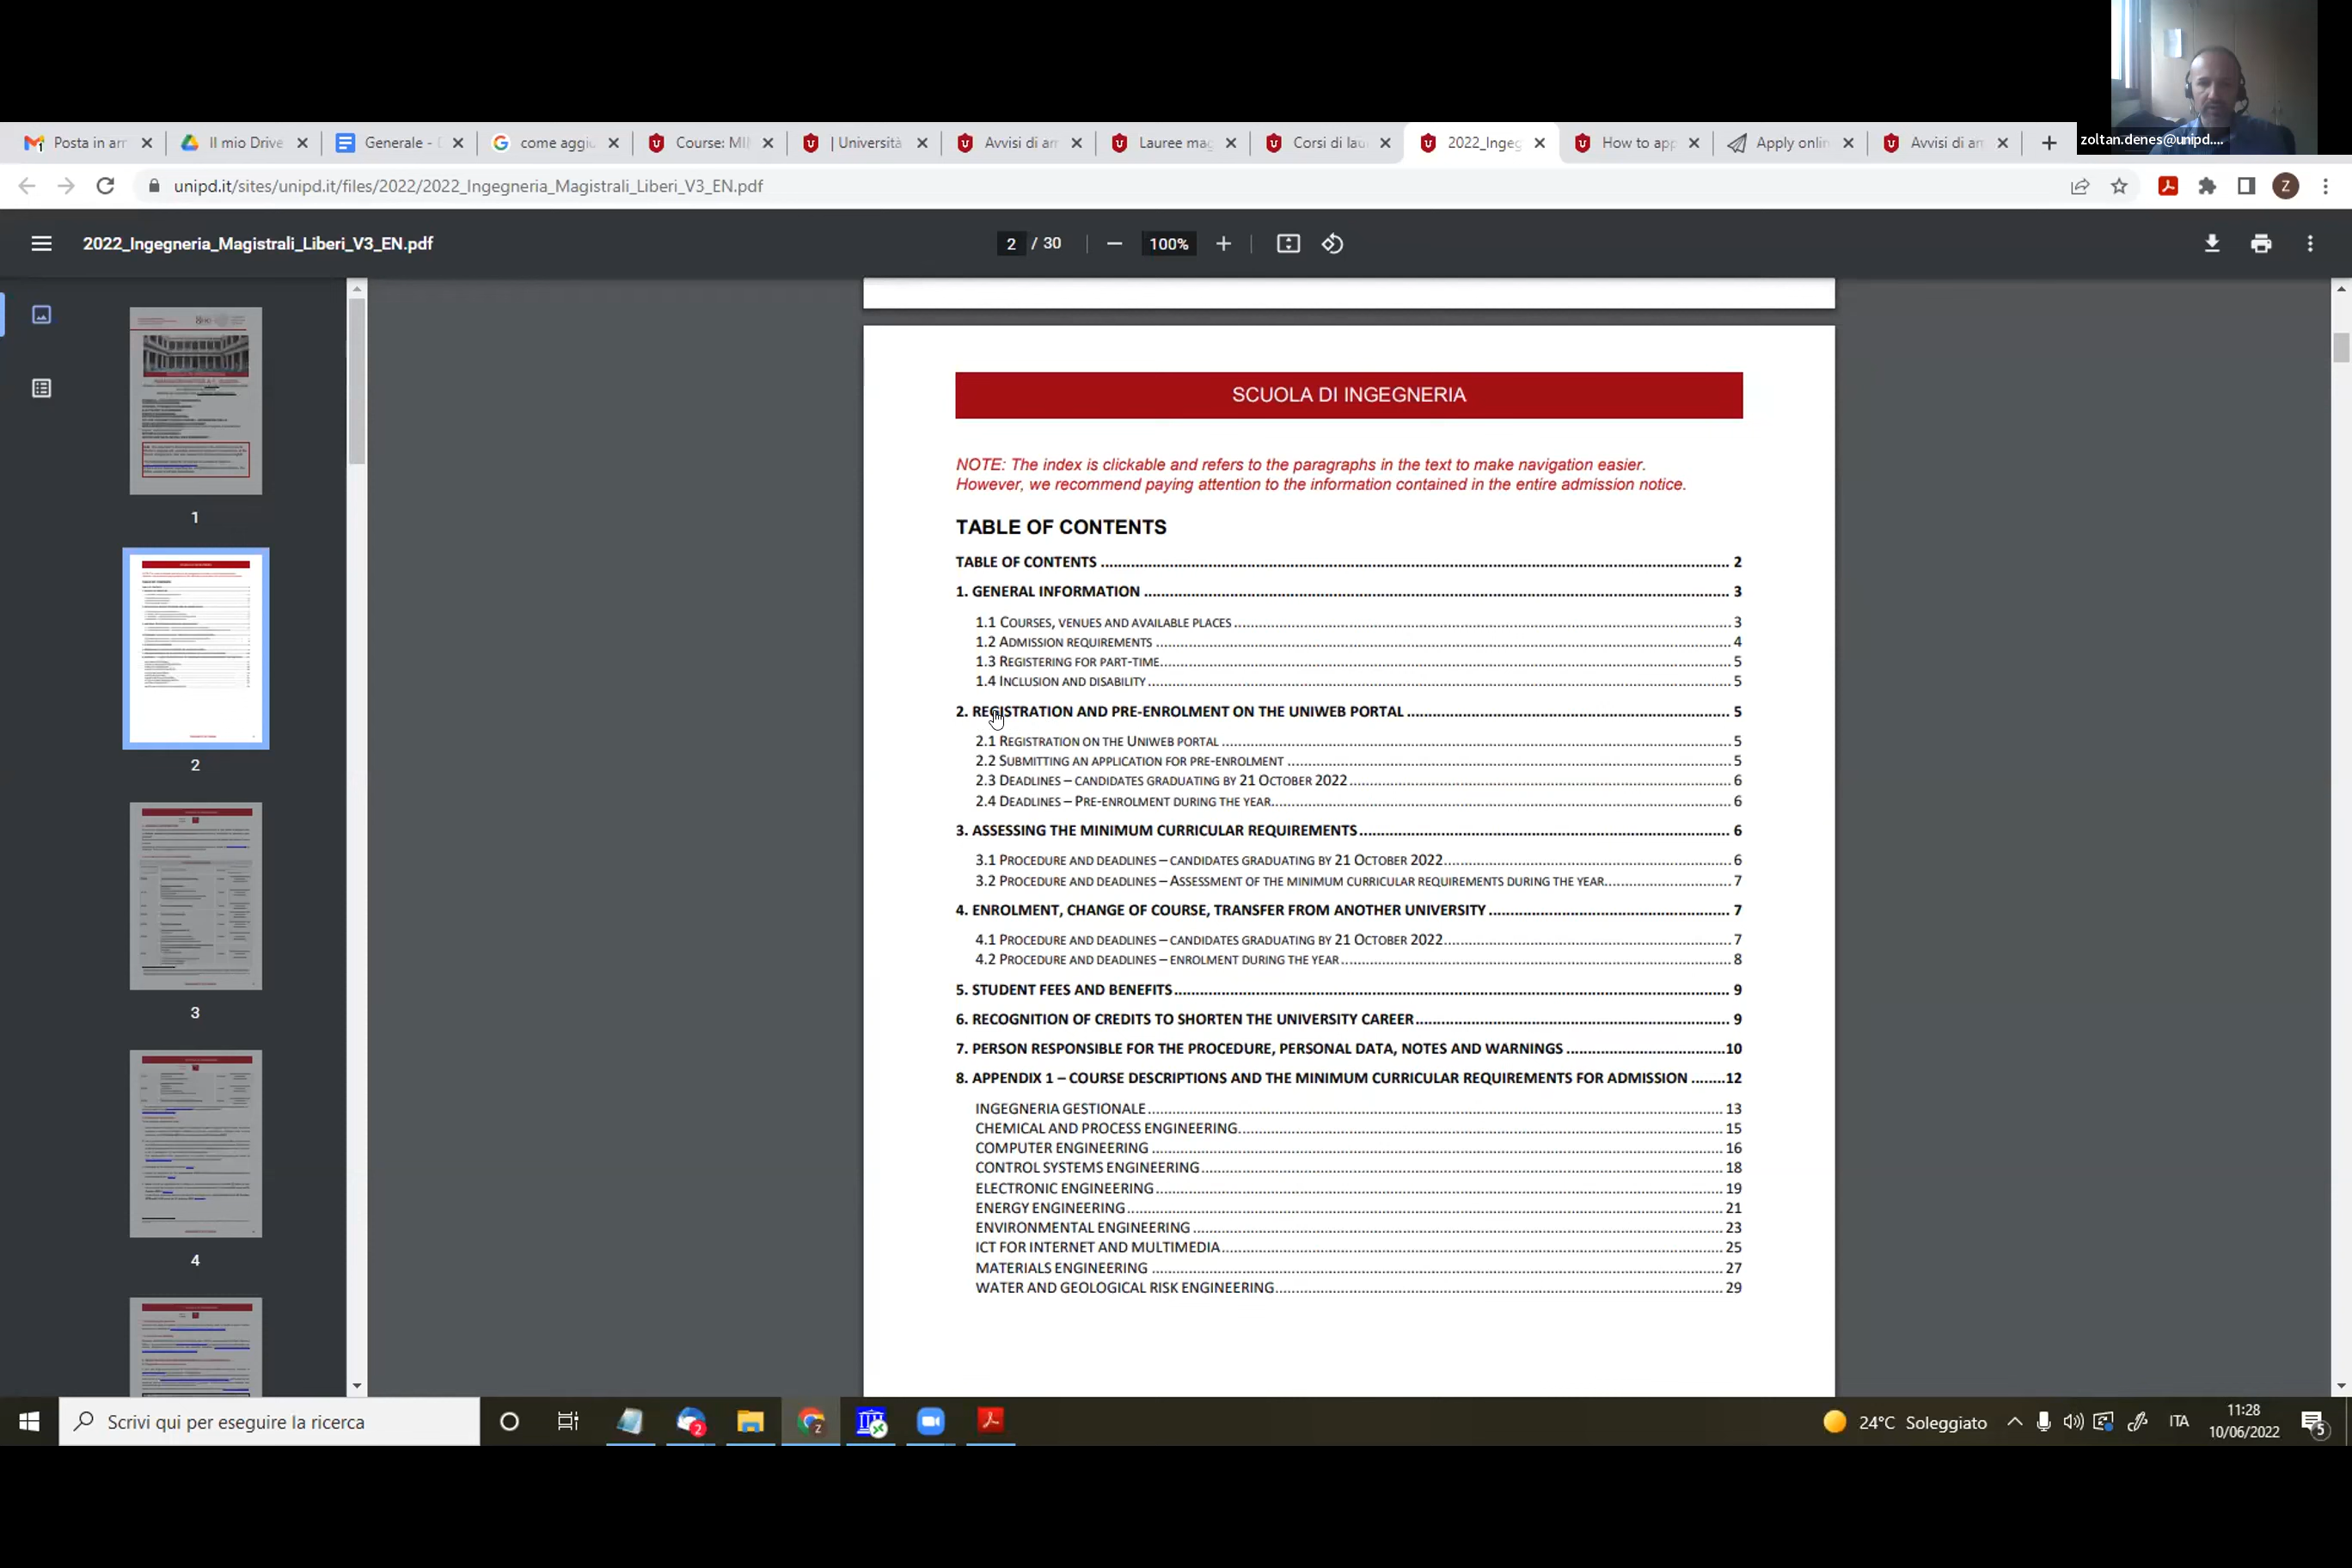 Posta in arr
Il mio Drive
Generale - D
come aggiu
Course: MII
| Università
Avvisi di am
Lauree mag
Corsi di lau
2022_Ingeg
How to app
Apply onlin
Avvisi di am
zoltan.denes@unipd....
unipd.it/sites/unipd.it/files/2022/2022_Ingegneria_Magistrali_Liberi_V3_EN.pdf
Z
2022_Ingegneria_Magistrali_Liberi_V3_EN.pdf
2 / 30
100%
1
2
3
4
SCUOLA DI INGEGNERIA
NOTE: The index is clickable and refers to the paragraphs in the text to make navigation easier.
However, we recommend paying attention to the information contained in the entire admission notice.
TABLE OF CONTENTS
TABLE OF CONTENTS 2
1. GENERAL INFORMATION 3
1.1 COURSES, VENUES AND AVAILABLE PLACES 3
1.2 ADMISSION REQUIREMENTS 4
1.3 REGISTERING FOR PART-TIME 5
1.4 INCLUSION AND DISABILITY 5
2. REGISTRATION AND PRE-ENROLMENT ON THE UNIWEB PORTAL 5
2.1 REGISTRATION ON THE UNIWEB PORTAL 5
2.2 SUBMITTING AN APPLICATION FOR PRE-ENROLMENT 5
2.3 DEADLINES – CANDIDATES GRADUATING BY 21 OCTOBER 2022 6
2.4 DEADLINES – PRE-ENROLMENT DURING THE YEAR 6
3. ASSESSING THE MINIMUM CURRICULAR REQUIREMENTS 6
3.1 PROCEDURE AND DEADLINES – CANDIDATES GRADUATING BY 21 OCTOBER 2022 6
3.2 PROCEDURE AND DEADLINES – ASSESSMENT OF THE MINIMUM CURRICULAR REQUIREMENTS DURING THE YEAR 7
4. ENROLMENT, CHANGE OF COURSE, TRANSFER FROM ANOTHER UNIVERSITY 7
4.1 PROCEDURE AND DEADLINES – CANDIDATES GRADUATING BY 21 OCTOBER 2022 7
4.2 PROCEDURE AND DEADLINES – ENROLMENT DURING THE YEAR 8
5. STUDENT FEES AND BENEFITS 9
6. RECOGNITION OF CREDITS TO SHORTEN THE UNIVERSITY CAREER 9
7. PERSON RESPONSIBLE FOR THE PROCEDURE, PERSONAL DATA, NOTES AND WARNINGS 10
8. APPENDIX 1 – COURSE DESCRIPTIONS AND THE MINIMUM CURRICULAR REQUIREMENTS FOR ADMISSION 12
INGEGNERIA GESTIONALE 13
CHEMICAL AND PROCESS ENGINEERING 15
COMPUTER ENGINEERING 16
CONTROL SYSTEMS ENGINEERING 18
ELECTRONIC ENGINEERING 19
ENERGY ENGINEERING 21
ENVIRONMENTAL ENGINEERING 23
ICT FOR INTERNET AND MULTIMEDIA 25
MATERIALS ENGINEERING 27
WATER AND GEOLOGICAL RISK ENGINEERING 29
Scrivi qui per eseguire la ricerca
2
24°C Soleggiato
ITA
11:28
10/06/2022
5